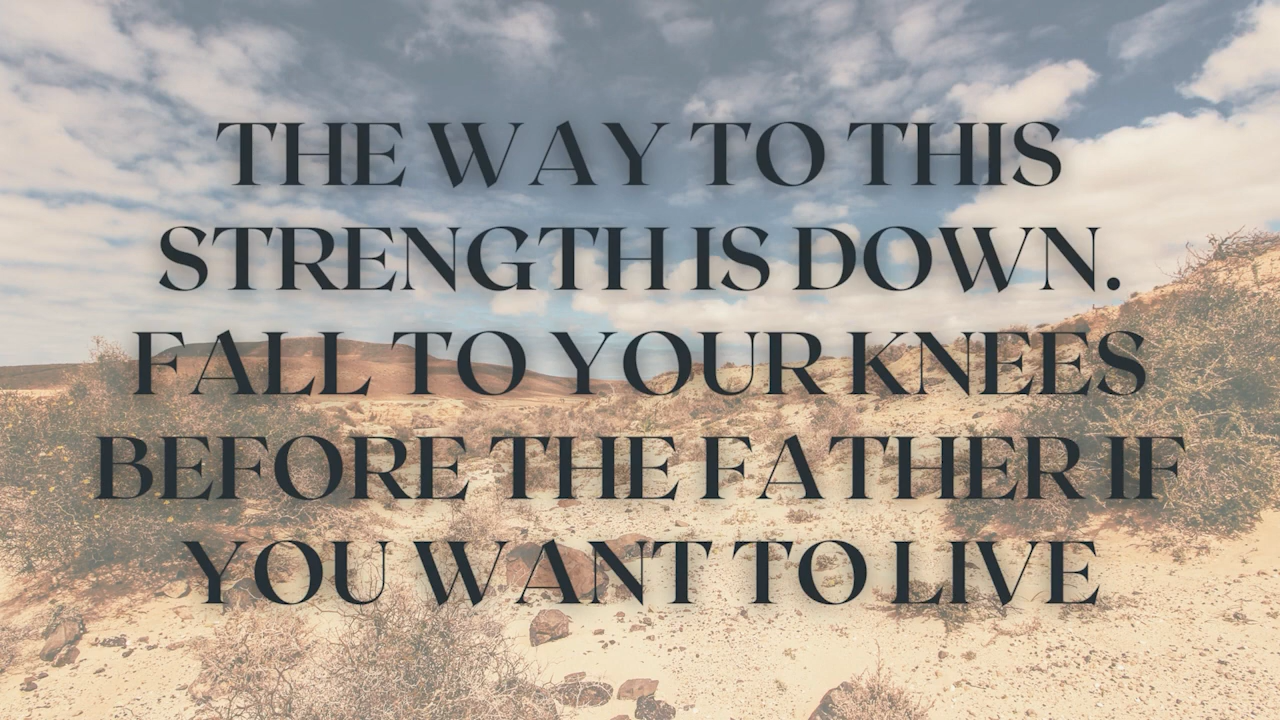 THE WAY TO THIS
STRENGTH IS DOWN.
FALL TO YOUR KNEES
BEFORE THE FATHER IF
YOU WANT TO LIVE